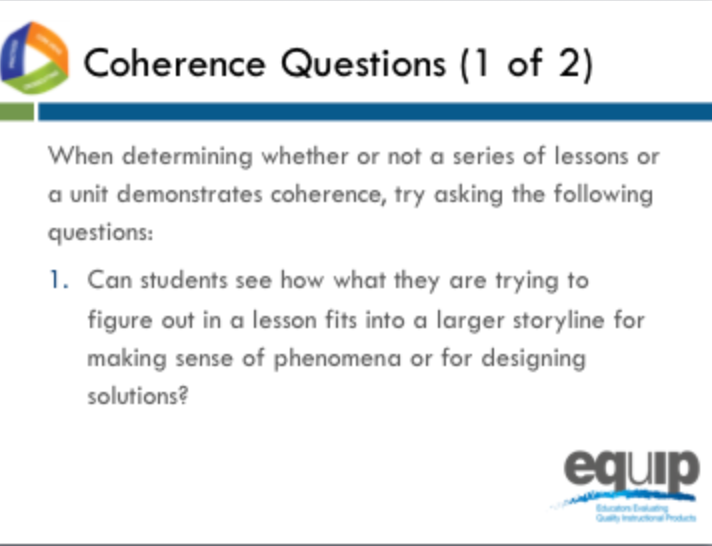 Coherence Questions (1 of 2)
When determining whether or not a series of lessons or
a unit demonstrates coherence, try asking the following
questions:
1. Can students see how what they are trying to
figure out in a lesson fits into a larger storyline for
making sense of phenomena or for designing
solutions?
equip
Educators Evaluating
Quality Instructional Products